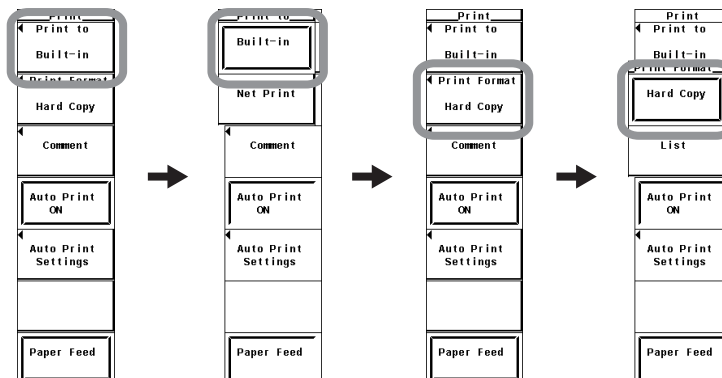 Print
Print to
Built-in
Print Format
Hard Copy
Comment
Auto Print
ON
Auto Print
Settings
Paper Feed
Print to
Built-in
Net Print
Comment
Auto Print
ON
Auto Print
Settings
Paper Feed
Print
Print to
Built-in
Print Format
Hard Copy
Comment
Auto Print
ON
Auto Print
Settings
Paper Feed
Print
Print to
Built-in
Print Format
Hard Copy
List
Auto Print
ON
Auto Print
Settings
Paper Feed